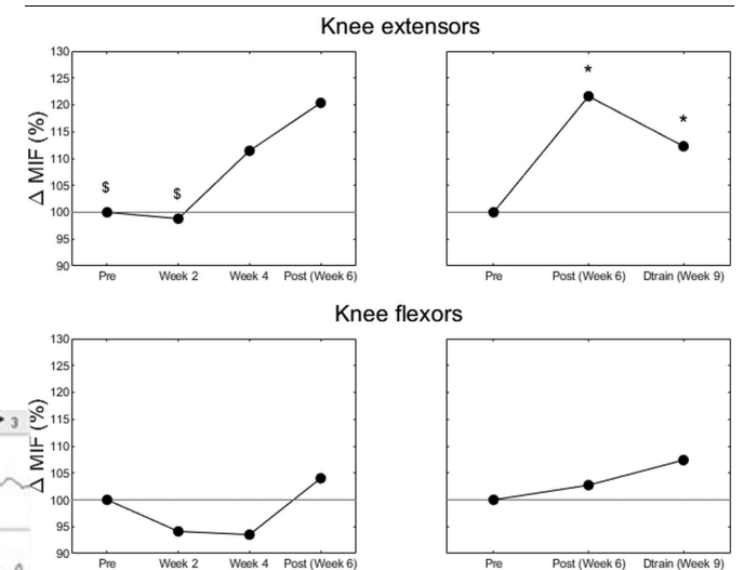 Knee extensors
Δ MIF (%)
130
125
120
115
110
105
100
95
90
$
$
Pre
Week 2
Week 4
Post (Week 6)
*
*
Pre
Post (Week 6)
Dtrain (Week 9)
Knee flexors
3
Δ MIF (%)
130
125
120
115
110
105
100
95
90
Pre
Week 2
Week 4
Post (Week 6)
Pre
Post (Week 6)
Dtrain (Week 9)